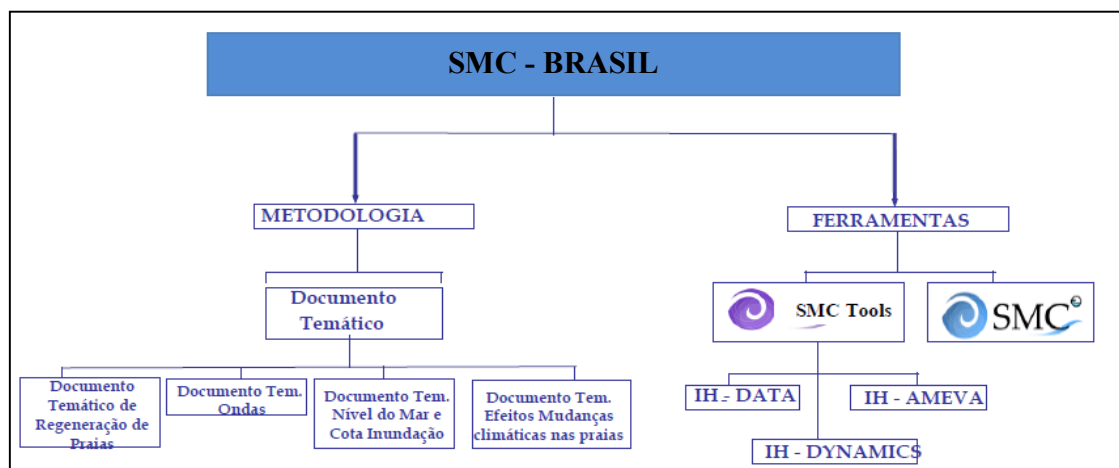 SMC - BRASIL
METODOLOGIA
FERRAMENTAS
Documento
Temático
SMC Tools
SMC
Documento
Temático de
Regeneração de
Praias
Documento Tem.
Ondas
Documento Tem.
Nível do Mar e
Cota Inundação
Documento Tem.
Efeitos Mudanças
climáticas nas praias
IH - DATA
IH - AMEVA
IH - DYNAMICS